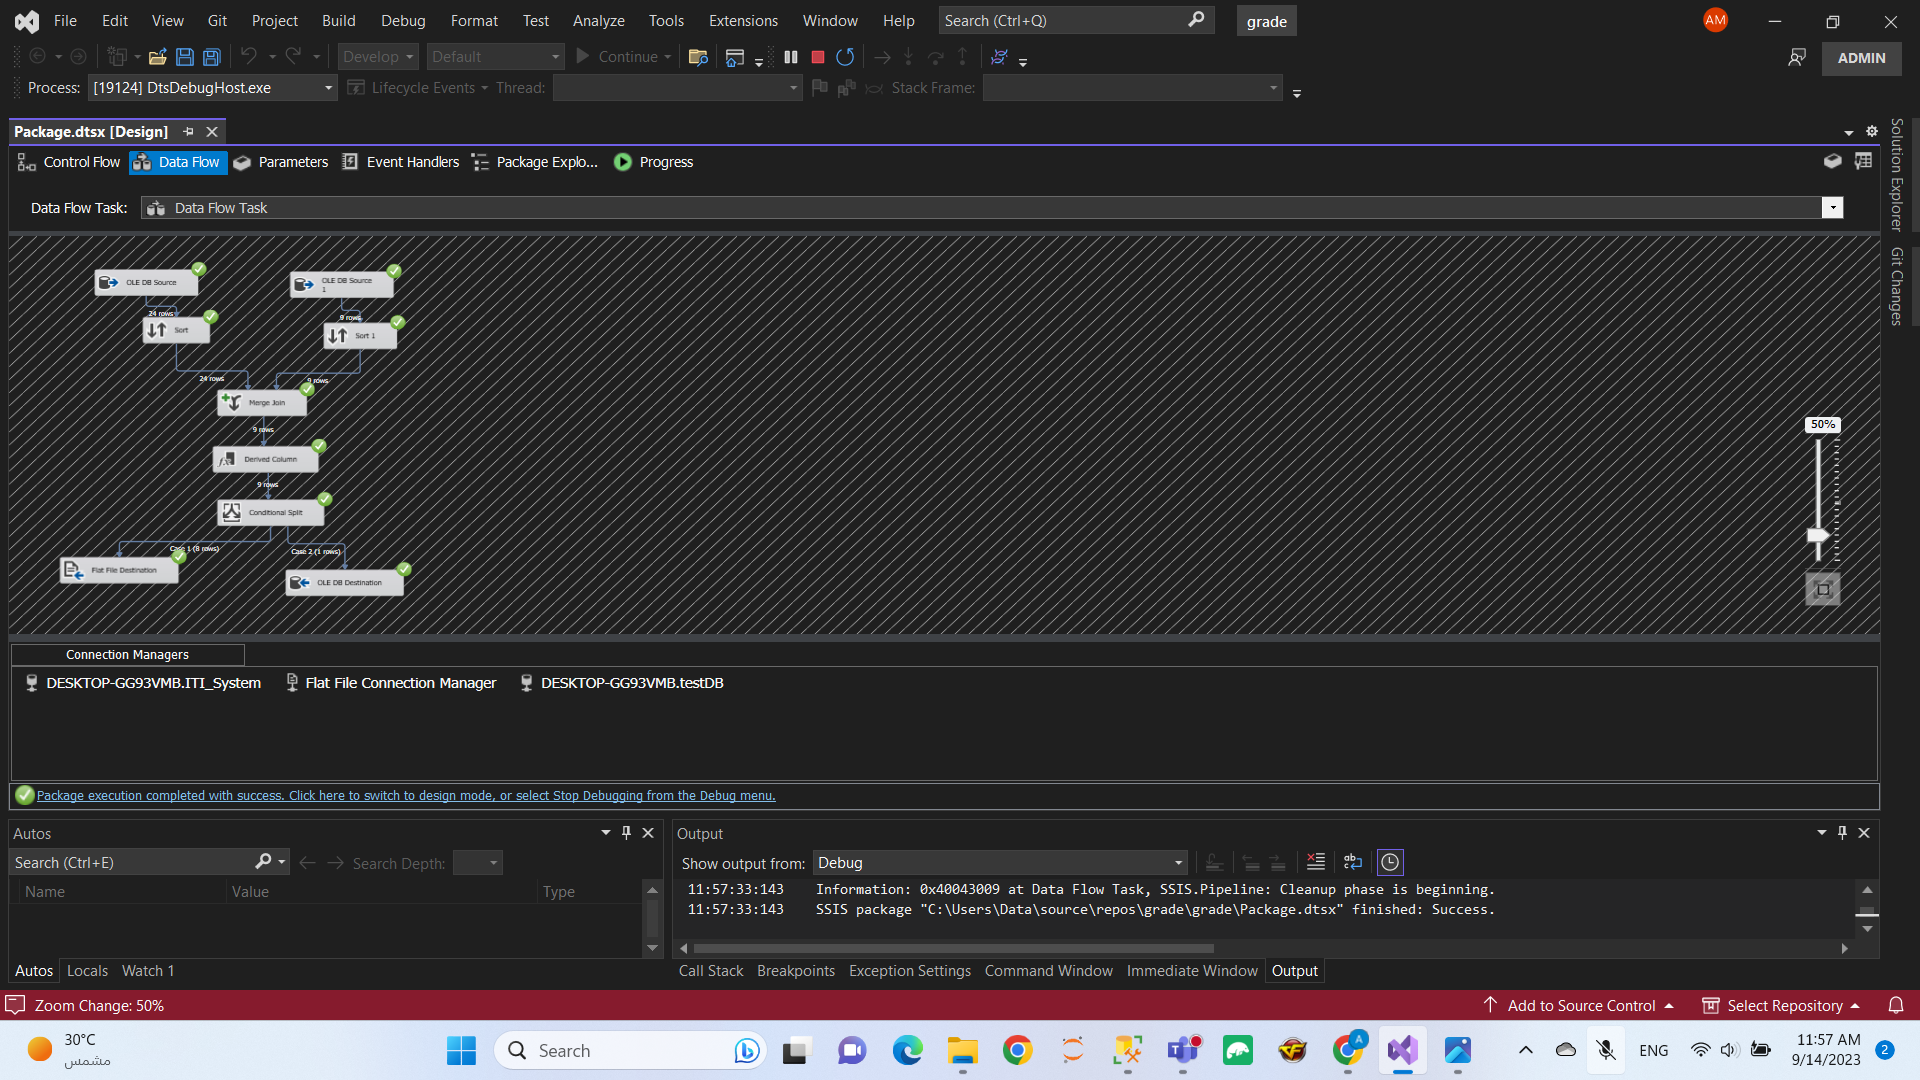 File Edit View Git Project Build Debug Format Test Analyze Tools Extensions Window Help Search (Ctrl+Q) grade AM
Develop Default Continue ADMIN
Process: [19124] DtsDebugHost.exe Lifecycle Events Thread: Stack Frame:
Package.dtsx [Design]
Control Flow Data Flow Parameters Event Handlers Package Explo... Progress
Data Flow Task: Data Flow Task
Solution Explorer
Git Changes
OLE DB Source
OLE DB Source 1
24 rows
9 rows
Sort
Sort 1
24 rows
9 rows
Merge Join
9 rows
Derived Column
9 rows
Conditional Split
Case 1 (8 rows)
Case 2 (1 rows)
Flat File Destination
OLE DB Destination
50%
Connection Managers
DESKTOP-GG93VMB.ITI_System Flat File Connection Manager DESKTOP-GG93VMB.testDB
Package execution completed with success. Click here to switch to design mode, or select Stop Debugging from the Debug menu.
Autos
Search (Ctrl+E) Search Depth:
Name Value Type
Autos Locals Watch 1
Output
Show output from: Debug
11:57:33:143 Information: 0x40043009 at Data Flow Task, SSIS.Pipeline: Cleanup phase is beginning.
11:57:33:143 SSIS package "C:\Users\Data\source\repos\grade\grade\Package.dtsx" finished: Success.
Call Stack Breakpoints Exception Settings Command Window Immediate Window Output
Zoom Change: 50% Add to Source Control Select Repository
30°C
مشمس
Search
A
ENG
11:57 AM
9/14/2023
2